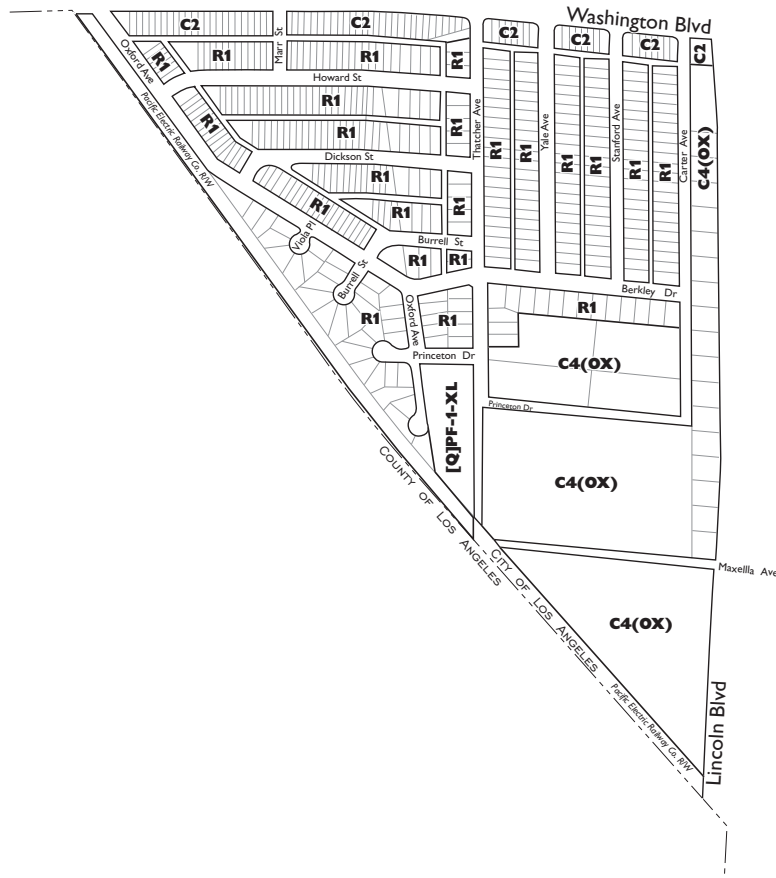 Washington Blvd
C2
C2
C2
C2
C2
C2
Marr St
Oxford Ave
R1
R1
R1
R1
Howard St
Pacific Electric Railway Co. R/W
R1
R1
R1
R1
Dickson St
Thatcher Ave
R1
R1
Yale Ave
R1
R1
Stanford Ave
R1
R1
Carter Ave
C4(OX)
R1
R1
R1
R1
Viola Pl
Burrell St
R1
R1
Burrell St
Berkley Dr
R1
Oxford Ave
R1
R1
Princeton Dr
C4(OX)
Princeton Dr
[Q]PF-1-XL
C4(OX)
COUNTY OF LOS ANGELES
CITY OF LOS ANGELES
Maxellla Ave
C4(OX)
Pacific Electric Railway Co. R/W
Lincoln Blvd